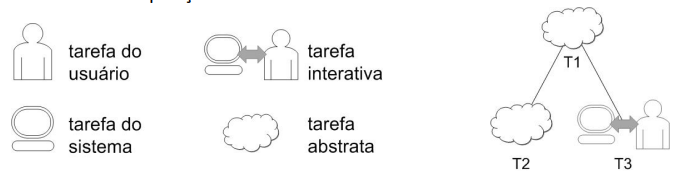 tarefa do
usuário
tarefa
interativa
tarefa do
sistema
tarefa
abstrata
T1
T2
T3